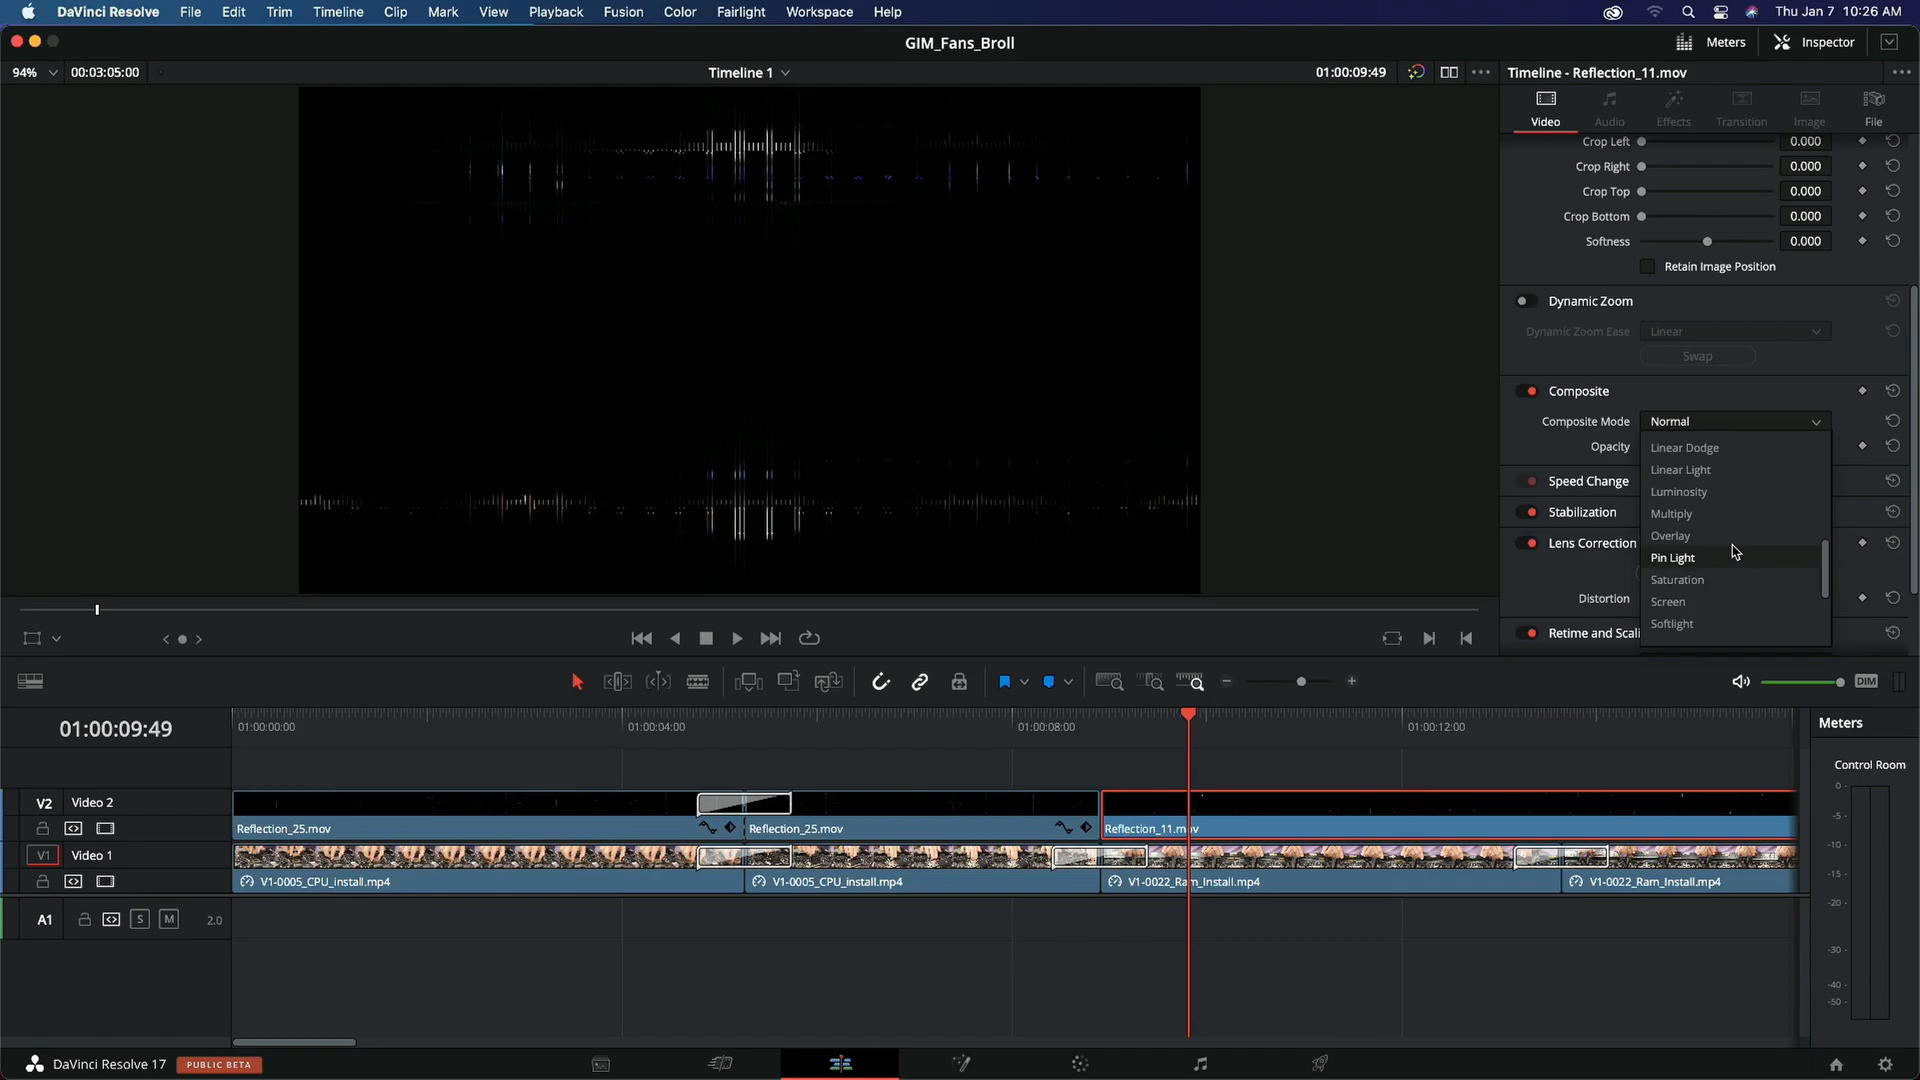 DaVinci Resolve File Edit Trim Timeline Clip Mark View Playback Fusion Color Fairlight Workspace Help Thu Jan 7 10:26 AM
GIM_Fans_Broll Meters Inspector
94% 00:03:05:00 Timeline 1 01:00:09:49 Timeline - Reflection_11.mov
Video Audio Effects Transition Image File
Crop Left 0.000
Crop Right 0.000
Crop Top 0.000
Crop Bottom 0.000
Softness 0.000
Retain Image Position
Dynamic Zoom
Dynamic Zoom Ease Linear
Swap
Composite
Composite Mode Normal
Opacity
Linear Dodge
Linear Light
Luminosity
Multiply
Overlay
Pin Light
Saturation
Screen
Softlight
Speed Change
Stabilization
Lens Correction
Distortion
Retime and Scali
DIM
01:00:09:49 01:00:00:00 01:00:04:00 01:00:08:00 01:00:12:00
Meters
Control Room
V2 Video 2
Reflection_25.mov Reflection_25.mov Reflection_11.mov
V1 Video 1
V1-0005_CPU_install.mp4 V1-0005_CPU_install.mp4 V1-0022_Ram_Install.mp4 V1-0022_Ram_Install.mp4
A1 S M 2.0
0
-5
-10
-15
-20
-30
-40
-50
DaVinci Resolve 17 PUBLIC BETA